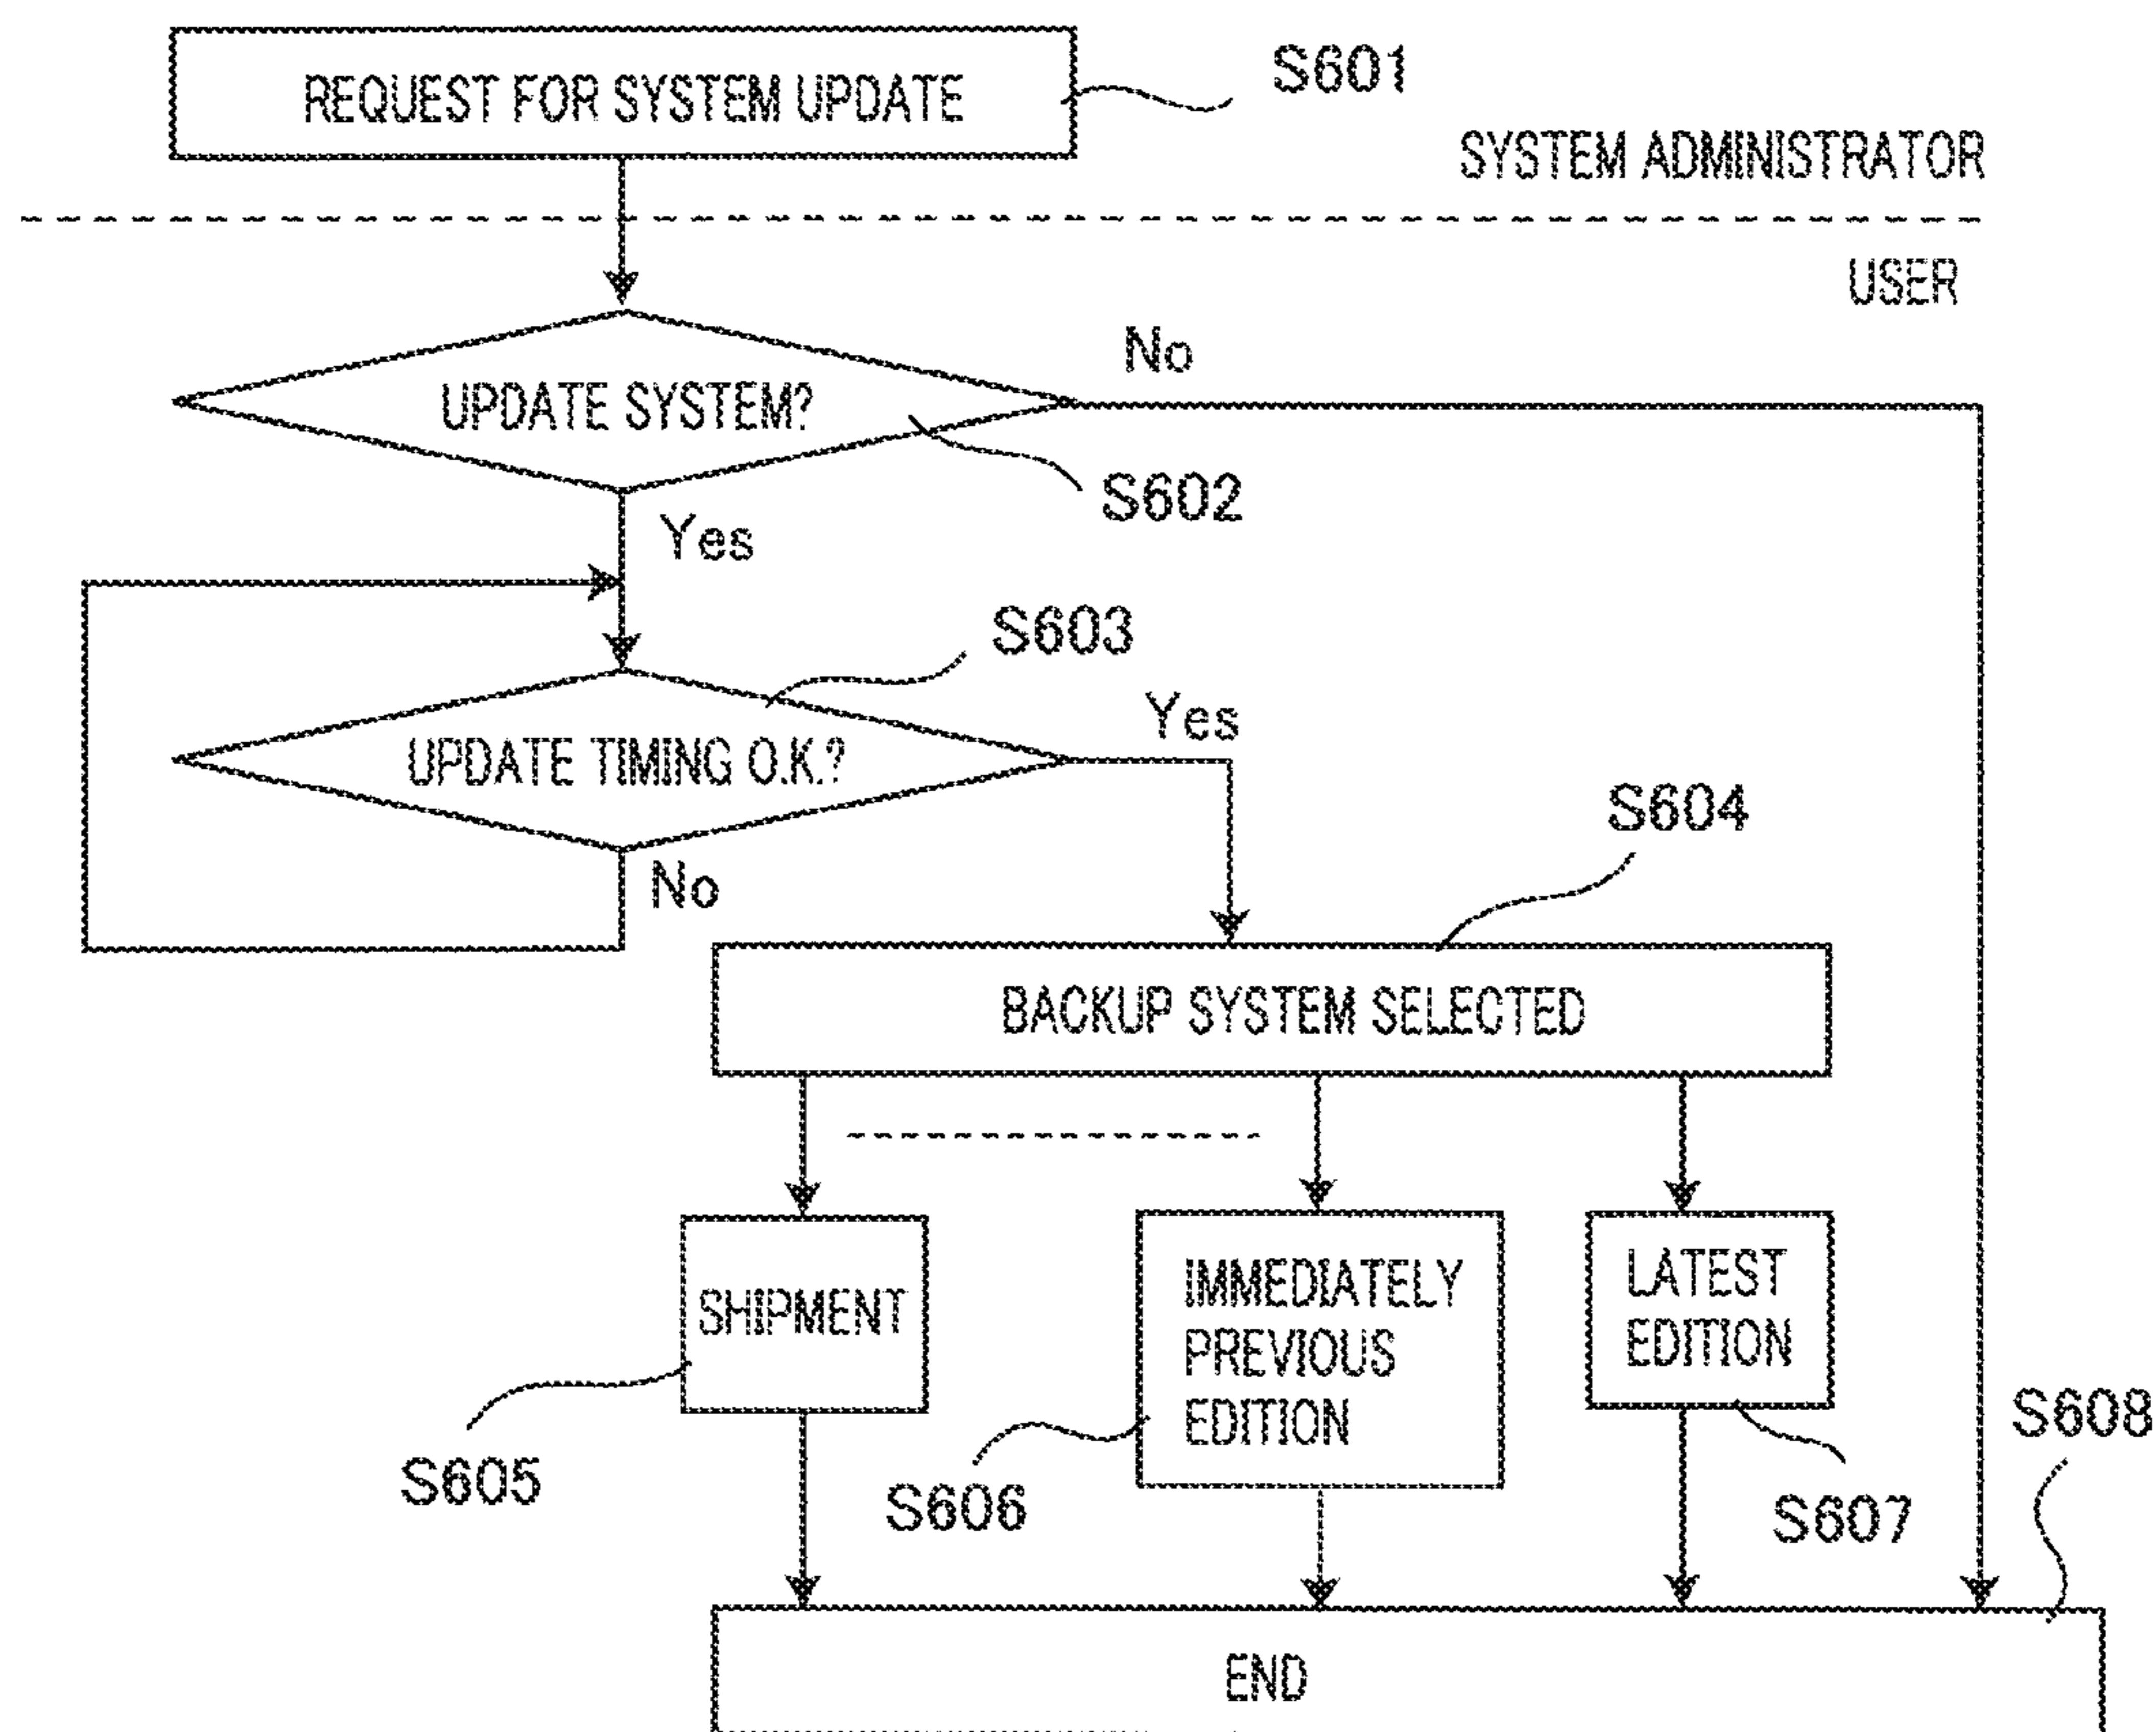 REQUEST FOR SYSTEM UPDATE
S601
SYSTEM ADMINISTRATOR
USER
No
UPDATE SYSTEM?
S602
Yes
S603
Yes
UPDATE TIMING O.K.?
S604
No
BACKUP SYSTEM SELECTED
SHIPMENT
IMMEDIATELY
PREVIOUS
EDITION
LATEST
EDITION
S605
S606
S607
S608
END